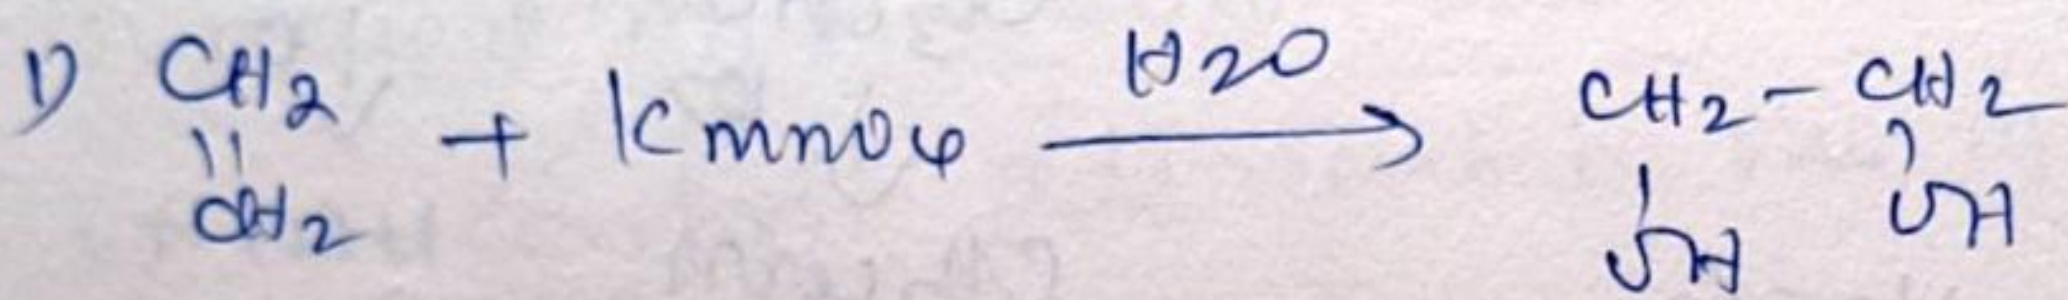 1) CH2 = CH2 + KmnO4 H2O → CH2 - CH2
OH OH